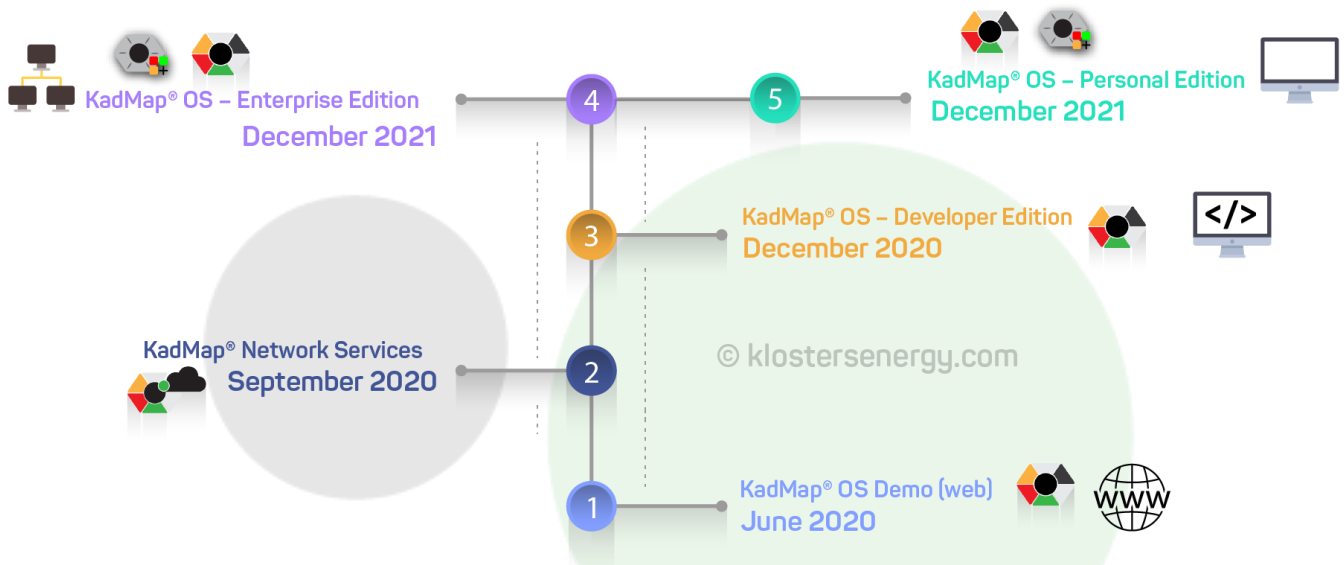 KadMap® OS – Enterprise Edition
December 2021
4
5
KadMap® OS – Personal Edition
December 2021
3
KadMap® OS – Developer Edition
December 2020
</>
KadMap® Network Services
September 2020
2
© klostersenergy.com
1
KadMap® OS Demo (web)
June 2020
WWW